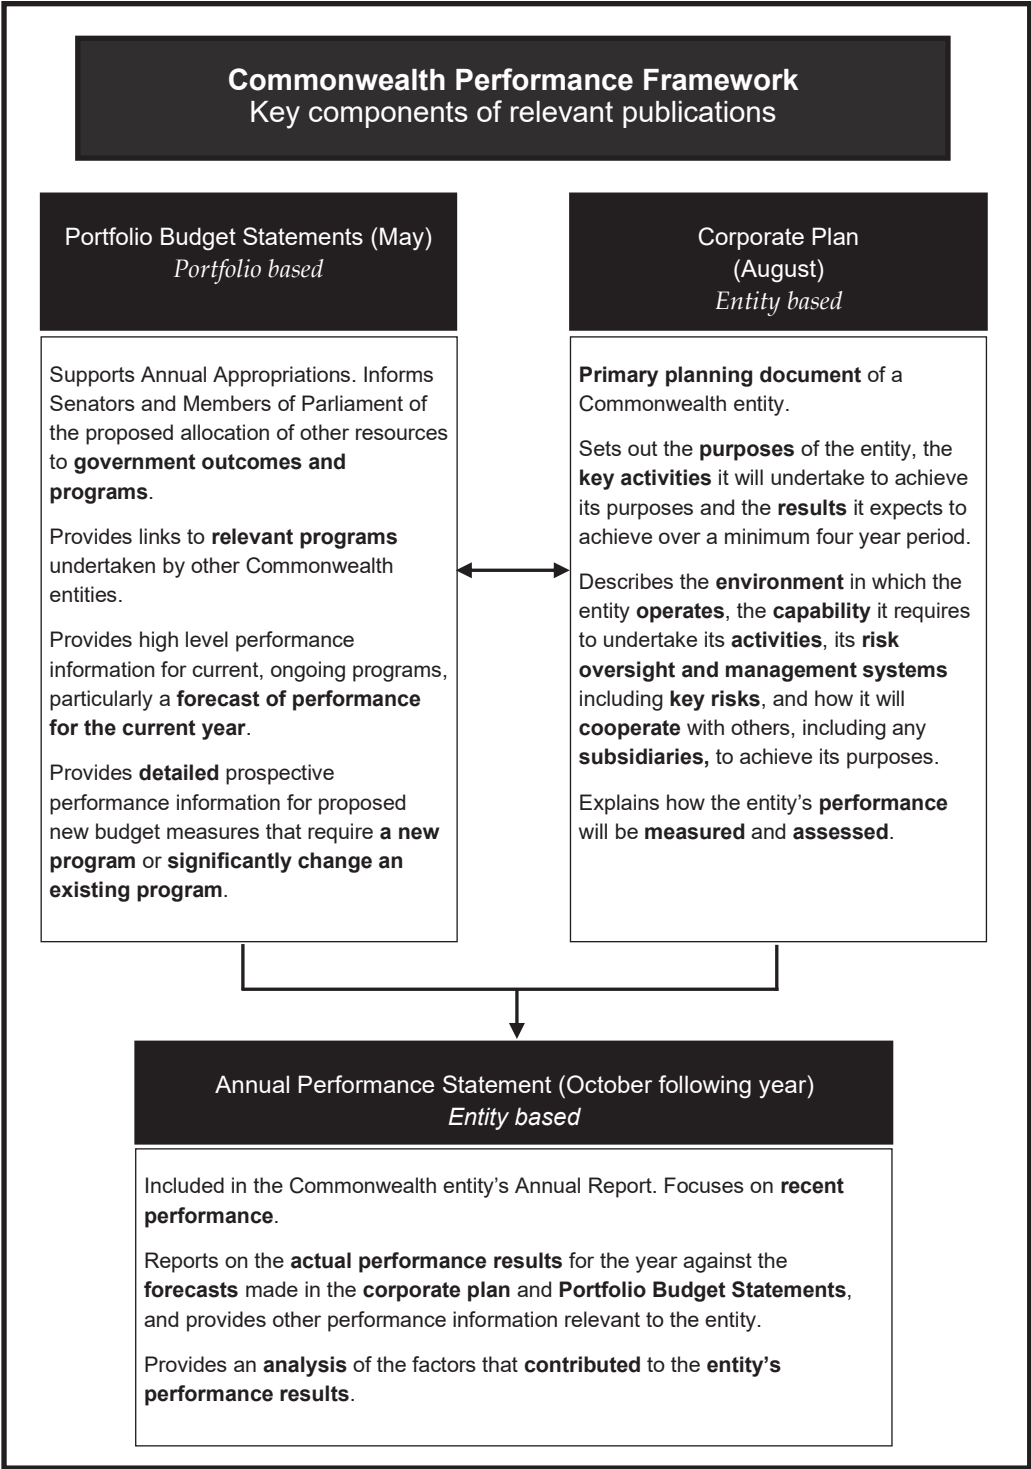 Commonwealth Performance Framework
Key components of relevant publications
Portfolio Budget Statements (May)
Portfolio based
Supports Annual Appropriations. Informs
Senators and Members of Parliament of
the proposed allocation of other resources
to government outcomes and
programs.
Provides links to relevant programs
undertaken by other Commonwealth
entities.
Provides high level performance
information for current, ongoing programs,
particularly a forecast of performance
for the current year.
Provides detailed prospective
performance information for proposed
new budget measures that require a new
program or significantly change an
existing program.
Corporate Plan
(August)
Entity based
Primary planning document of a
Commonwealth entity.
Sets out the purposes of the entity, the
key activities it will undertake to achieve
its purposes and the results it expects to
achieve over a minimum four year period.
Describes the environment in which the
entity operates, the capability it requires
to undertake its activities, its risk
oversight and management systems
including key risks, and how it will
cooperate with others, including any
subsidiaries, to achieve its purposes.
Explains how the entity’s performance
will be measured and assessed.
Annual Performance Statement (October following year)
Entity based
Included in the Commonwealth entity’s Annual Report. Focuses on recent
performance.
Reports on the actual performance results for the year against the
forecasts made in the corporate plan and Portfolio Budget Statements,
and provides other performance information relevant to the entity.
Provides an analysis of the factors that contributed to the entity’s
performance results.